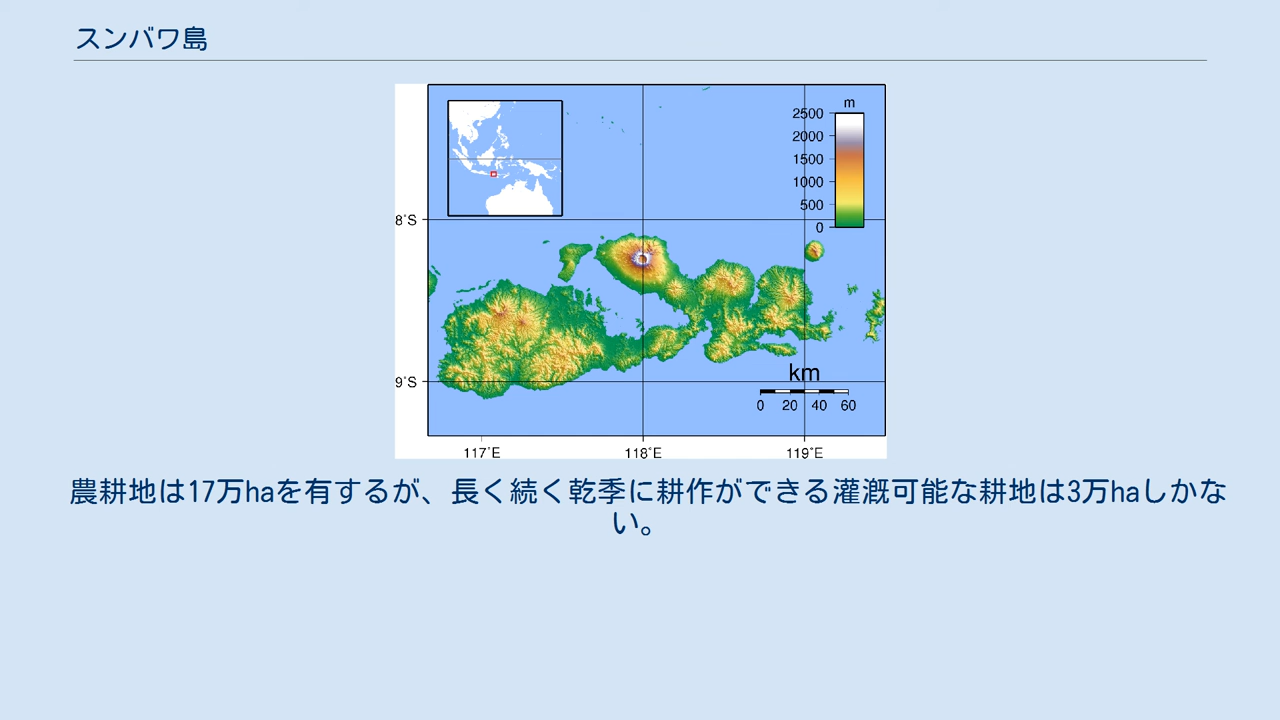 スンバワ島
m
2500
2000
1500
1000
500
0
8°S
9°S
km
0 20 40 60
117°E 118°E 119°E
農耕地は17万haを有するが、長く続く乾季に耕作ができる灌漑可能な耕地は3万haしかな
い。